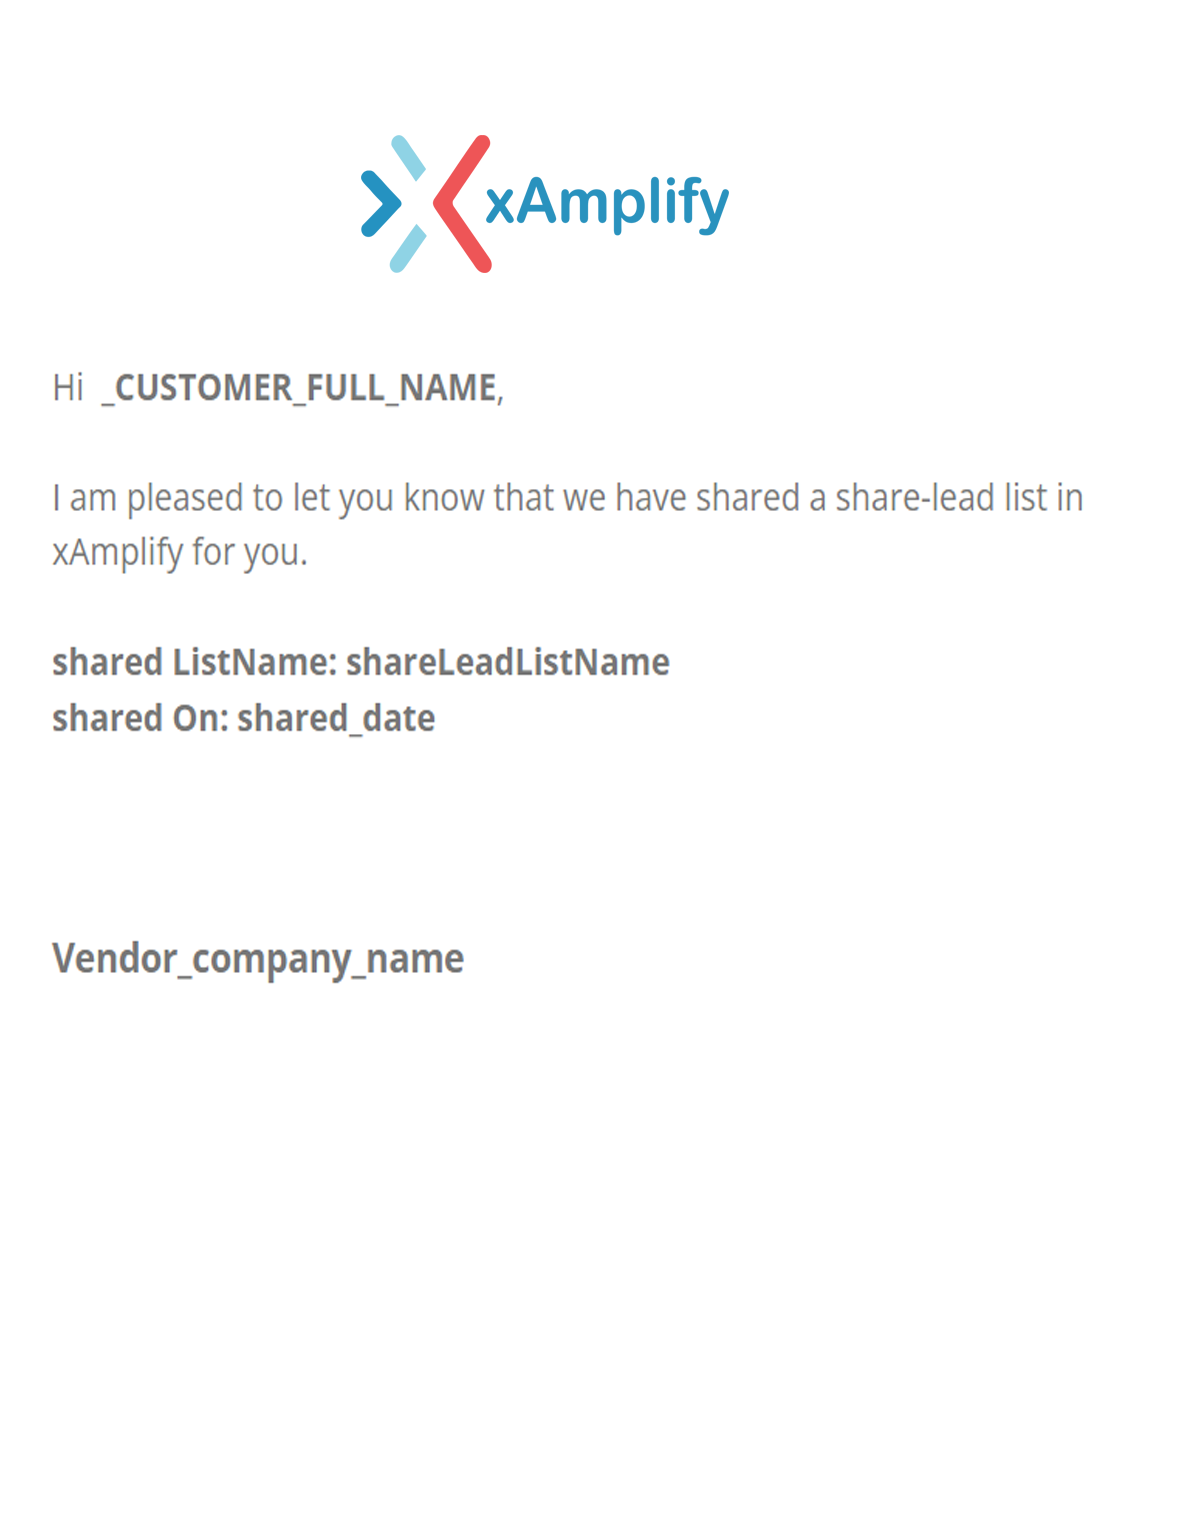 xAmplify
Hi _CUSTOMER_FULL_NAME,
I am pleased to let you know that we have shared a share-lead list in
xAmplify for you.
shared ListName: shareLeadListName
shared On: shared_date
Vendor_company_name